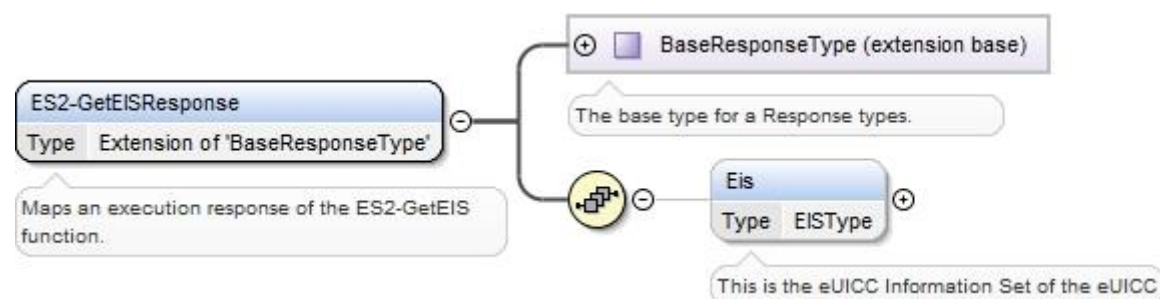 BaseResponseType (extension base)
The base type for a Response types.
ES2-GetEISResponse
Type Extension of 'BaseResponseType'
Maps an execution response of the ES2-GetEIS
function.
Eis
Type EISType
This is the eUICC Information Set of the eUICC